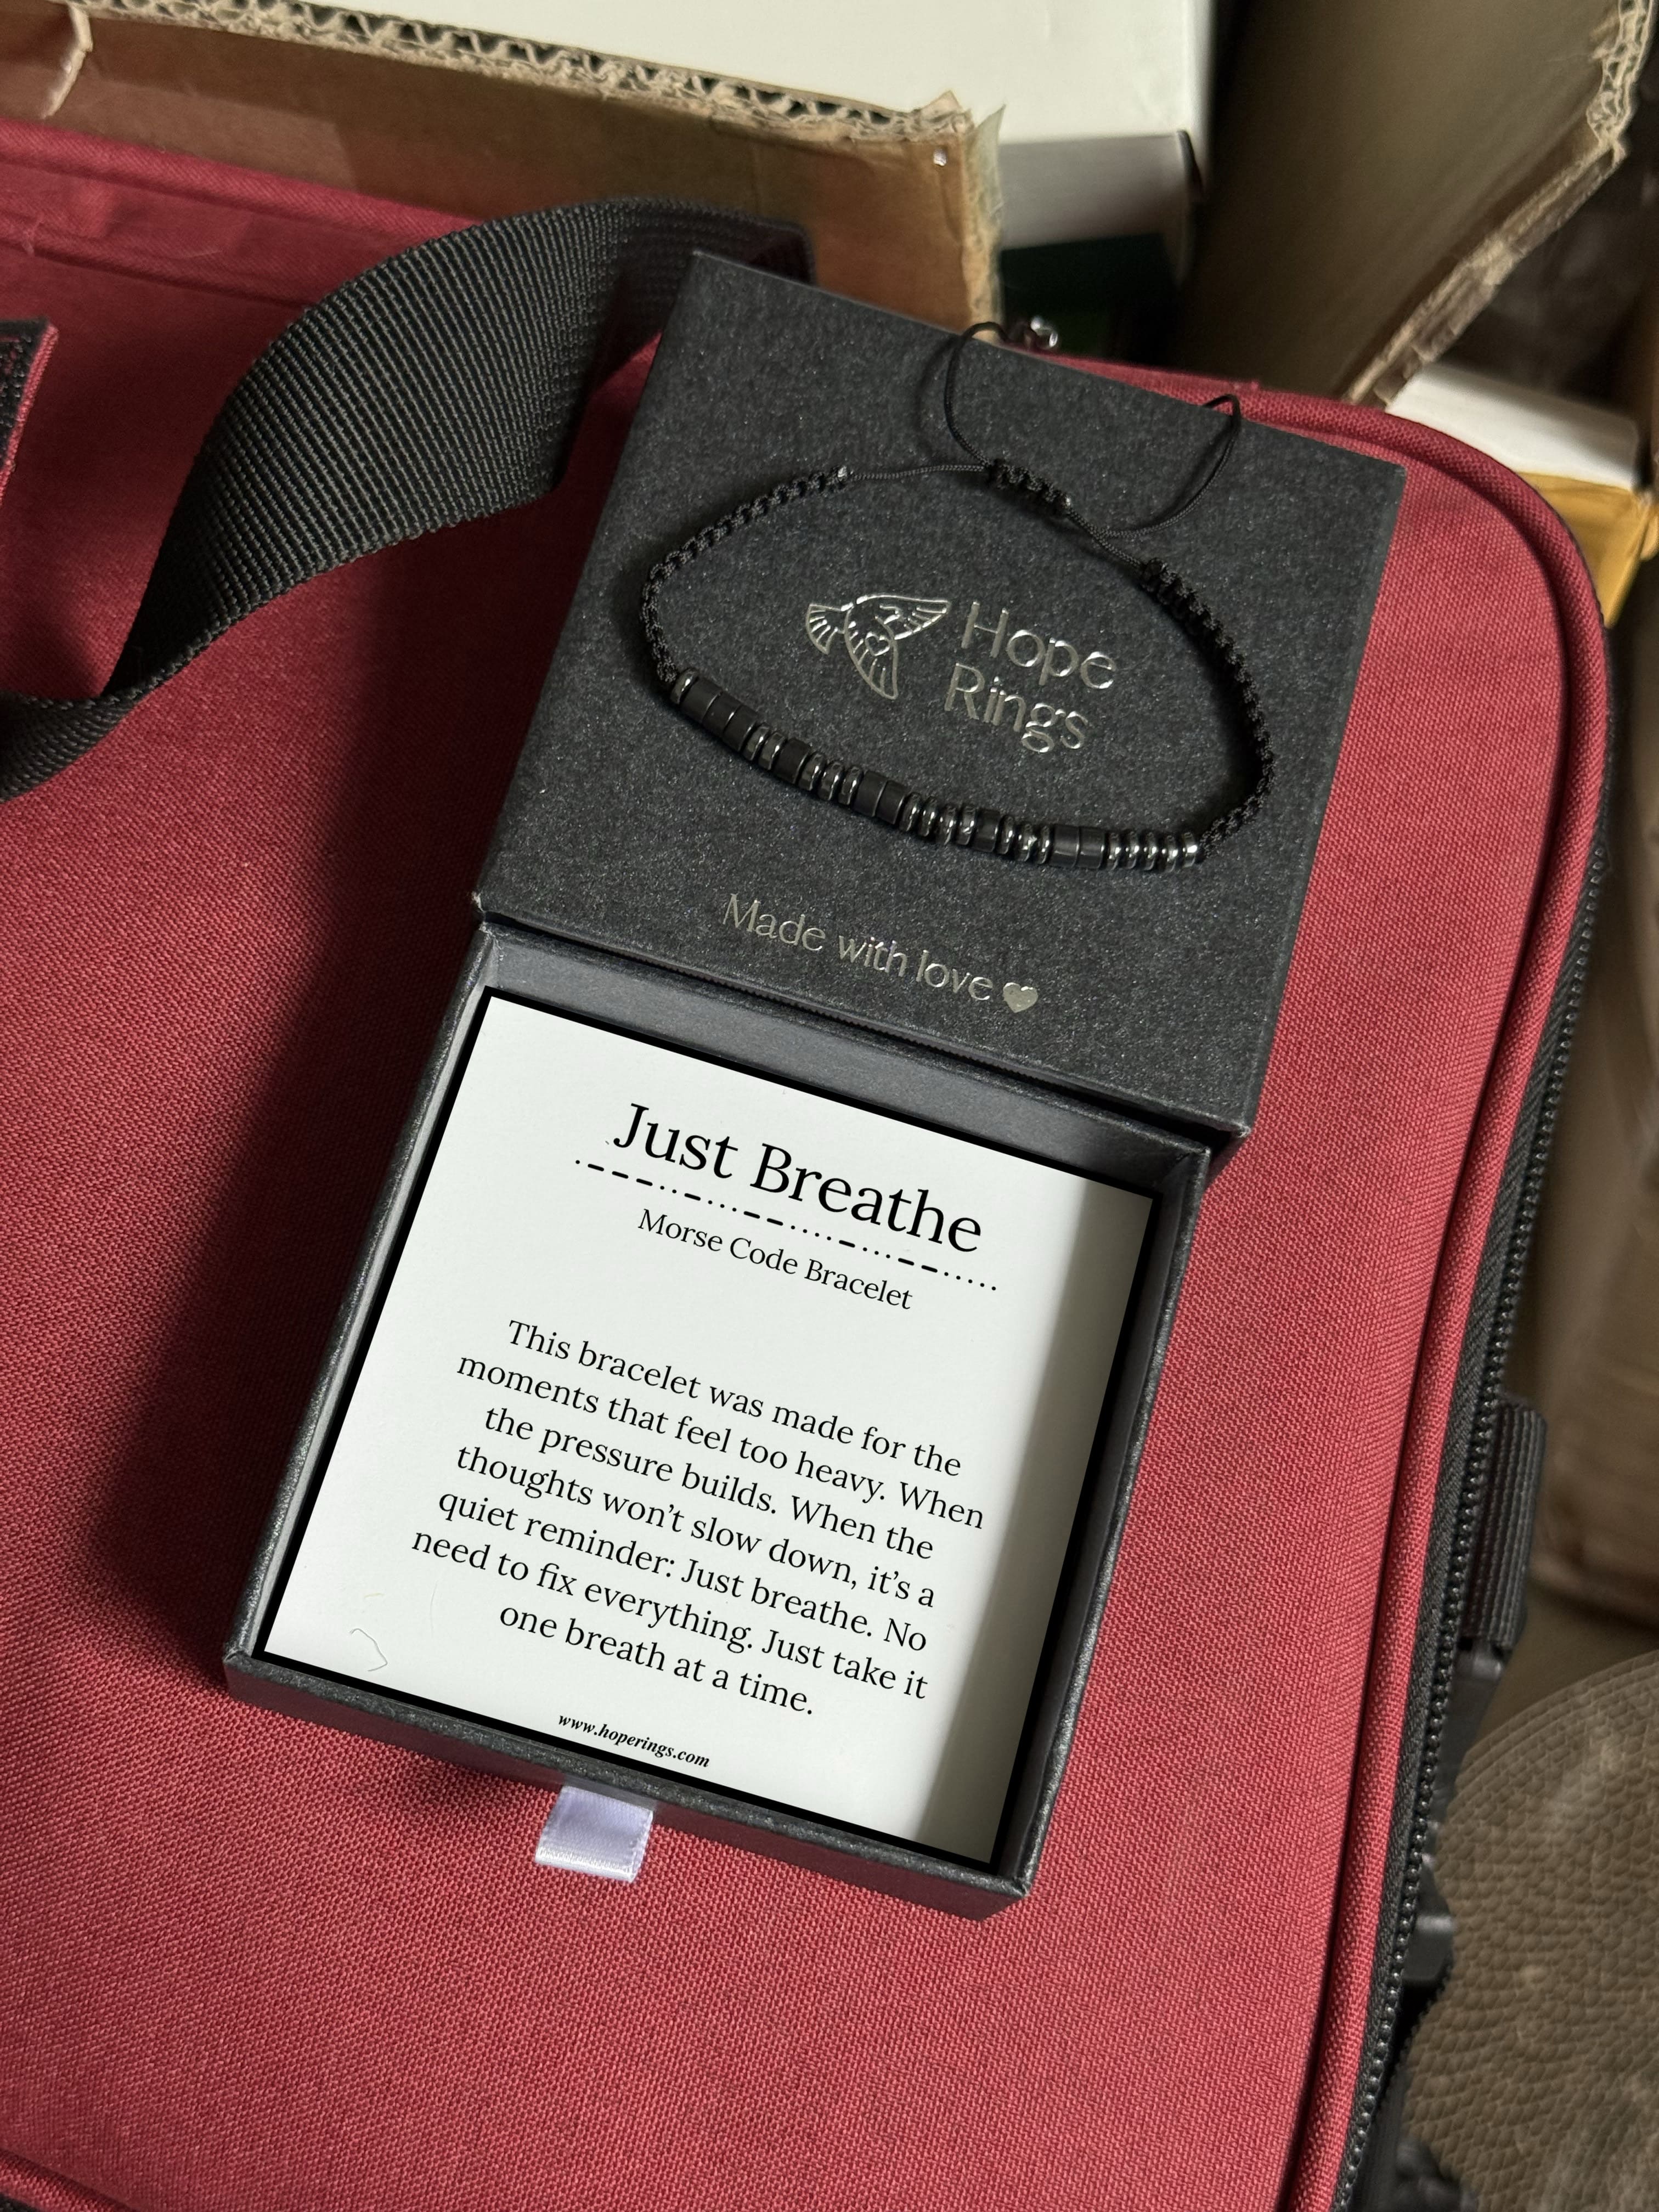 Hope
Rings
Made with love ♥
Just Breathe
.---..-...--.....-...--.....
Morse Code Bracelet
This bracelet was made for the
moments that feel too heavy. When
the pressure builds. When the
thoughts won’t slow down, it’s a
quiet reminder: Just breathe. No
need to fix everything. Just take it
one breath at a time.
www.hoperings.com